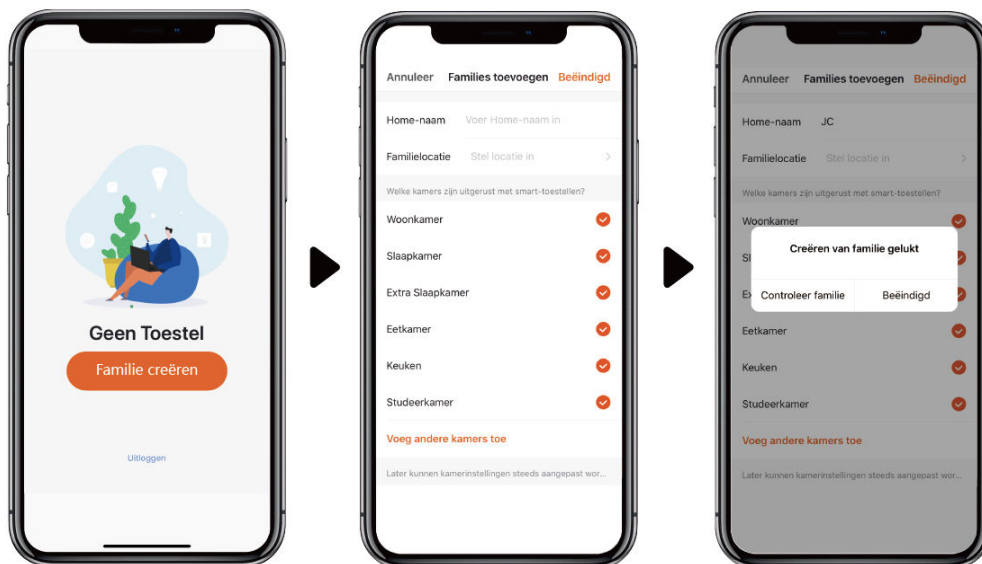 Geen Toestel
Familie creëren
Uitloggen
Annuleer Families toevoegen Beëindigd
Home-naam Voer Home-naam in
Familielocatie Stel locatie in
Welke kamers zijn uitgerust met smart-toestellen?
Woonkamer
Slaapkamer
Extra Slaapkamer
Eetkamer
Keuken
Studeerkamer
Voeg andere kamers toe
Later kunnen kamerinstellingen steeds aangepast wor...
Annuleer Families toevoegen Beëindigd
Home-naam JC
Familielocatie Stel locatie in
Welke kamers zijn uitgerust met smart-toestellen?
Woonkamer
Creëren van familie gelukt
Sl
Ex
Controleer familie Beëindigd
Eetkamer
Keuken
Studeerkamer
Voeg andere kamers toe
Later kunnen kamerinstellingen steeds aangepast wor...